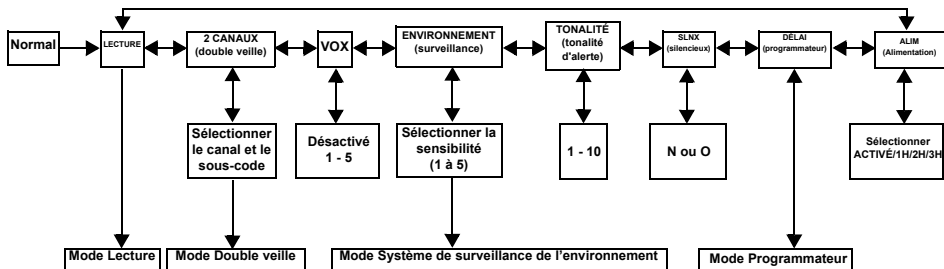 Normal
LECTURE
2 CANAUX
(double veille)
VOX
ENVIRONNEMENT
(surveillance)
TONALITÉ
(tonalité
d'alerte)
SLNX
(silencieux)
DÉLAI
(programmateur)
ALIM
(Alimentation)
Sélectionner
le canal et le
sous-code
Désactivé
1 - 5
Sélectionner la
sensibilité
(1 à 5)
1 - 10
N ou O
Sélectionner
ACTIVÉ/1H/2H/3H
Mode Lecture
Mode Double veille
Mode Système de surveillance de l'environnement
Mode Programmateur